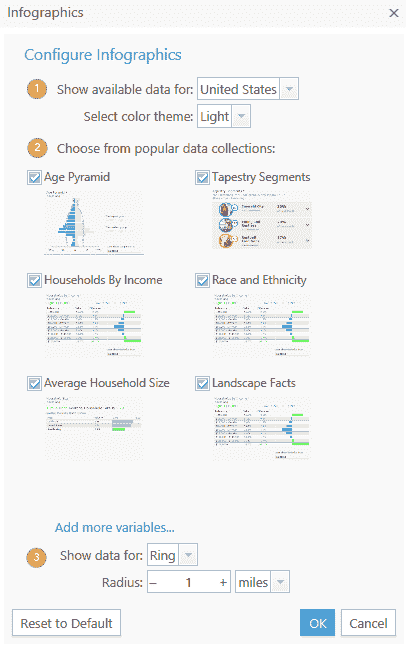 Infographics
Configure Infographics
1 Show available data for: United States
Select color theme: Light
2 Choose from popular data collections:
Age Pyramid Tapestry Segments
Households By Income Race and Ethnicity
Average Household Size Landscape Facts
Add more variables...
3 Show data for: Ring
Radius: – 1 + miles
Reset to Default OK Cancel